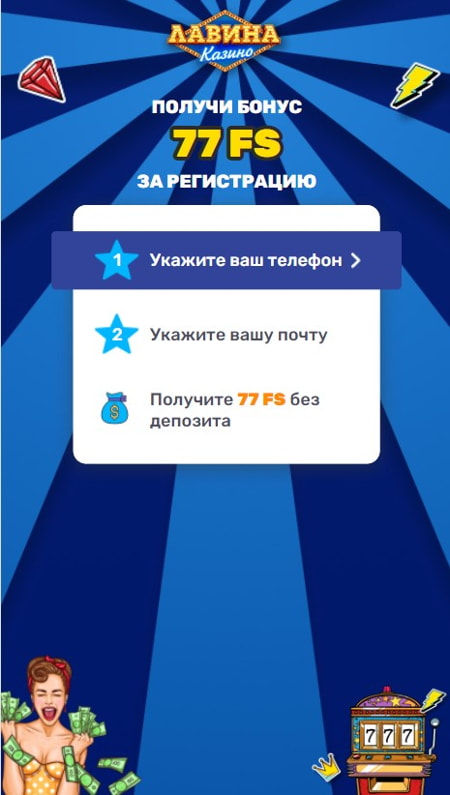 ЛАВИНА
Казино
ПОЛУЧИ БОНУС
77 FS
ЗА РЕГИСТРАЦИЮ
1 Укажите ваш телефон
2 Укажите вашу почту
$ Получите 77 FS без
депозита
777